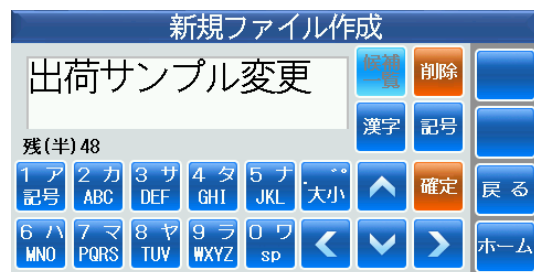 新規ファイル作成
出荷サンプル変更
候補一覧
削除
漢字
記号
残(半)48
1 ア 記号
2 カ ABC
3 サ DEF
4 タ GHI
5 ナ JKL
゛゜大小
確定
戻る
6 ハ MNO
7 マ PQRS
8 ヤ TUV
9 ラ WXYZ
0 ワ sp
ホーム